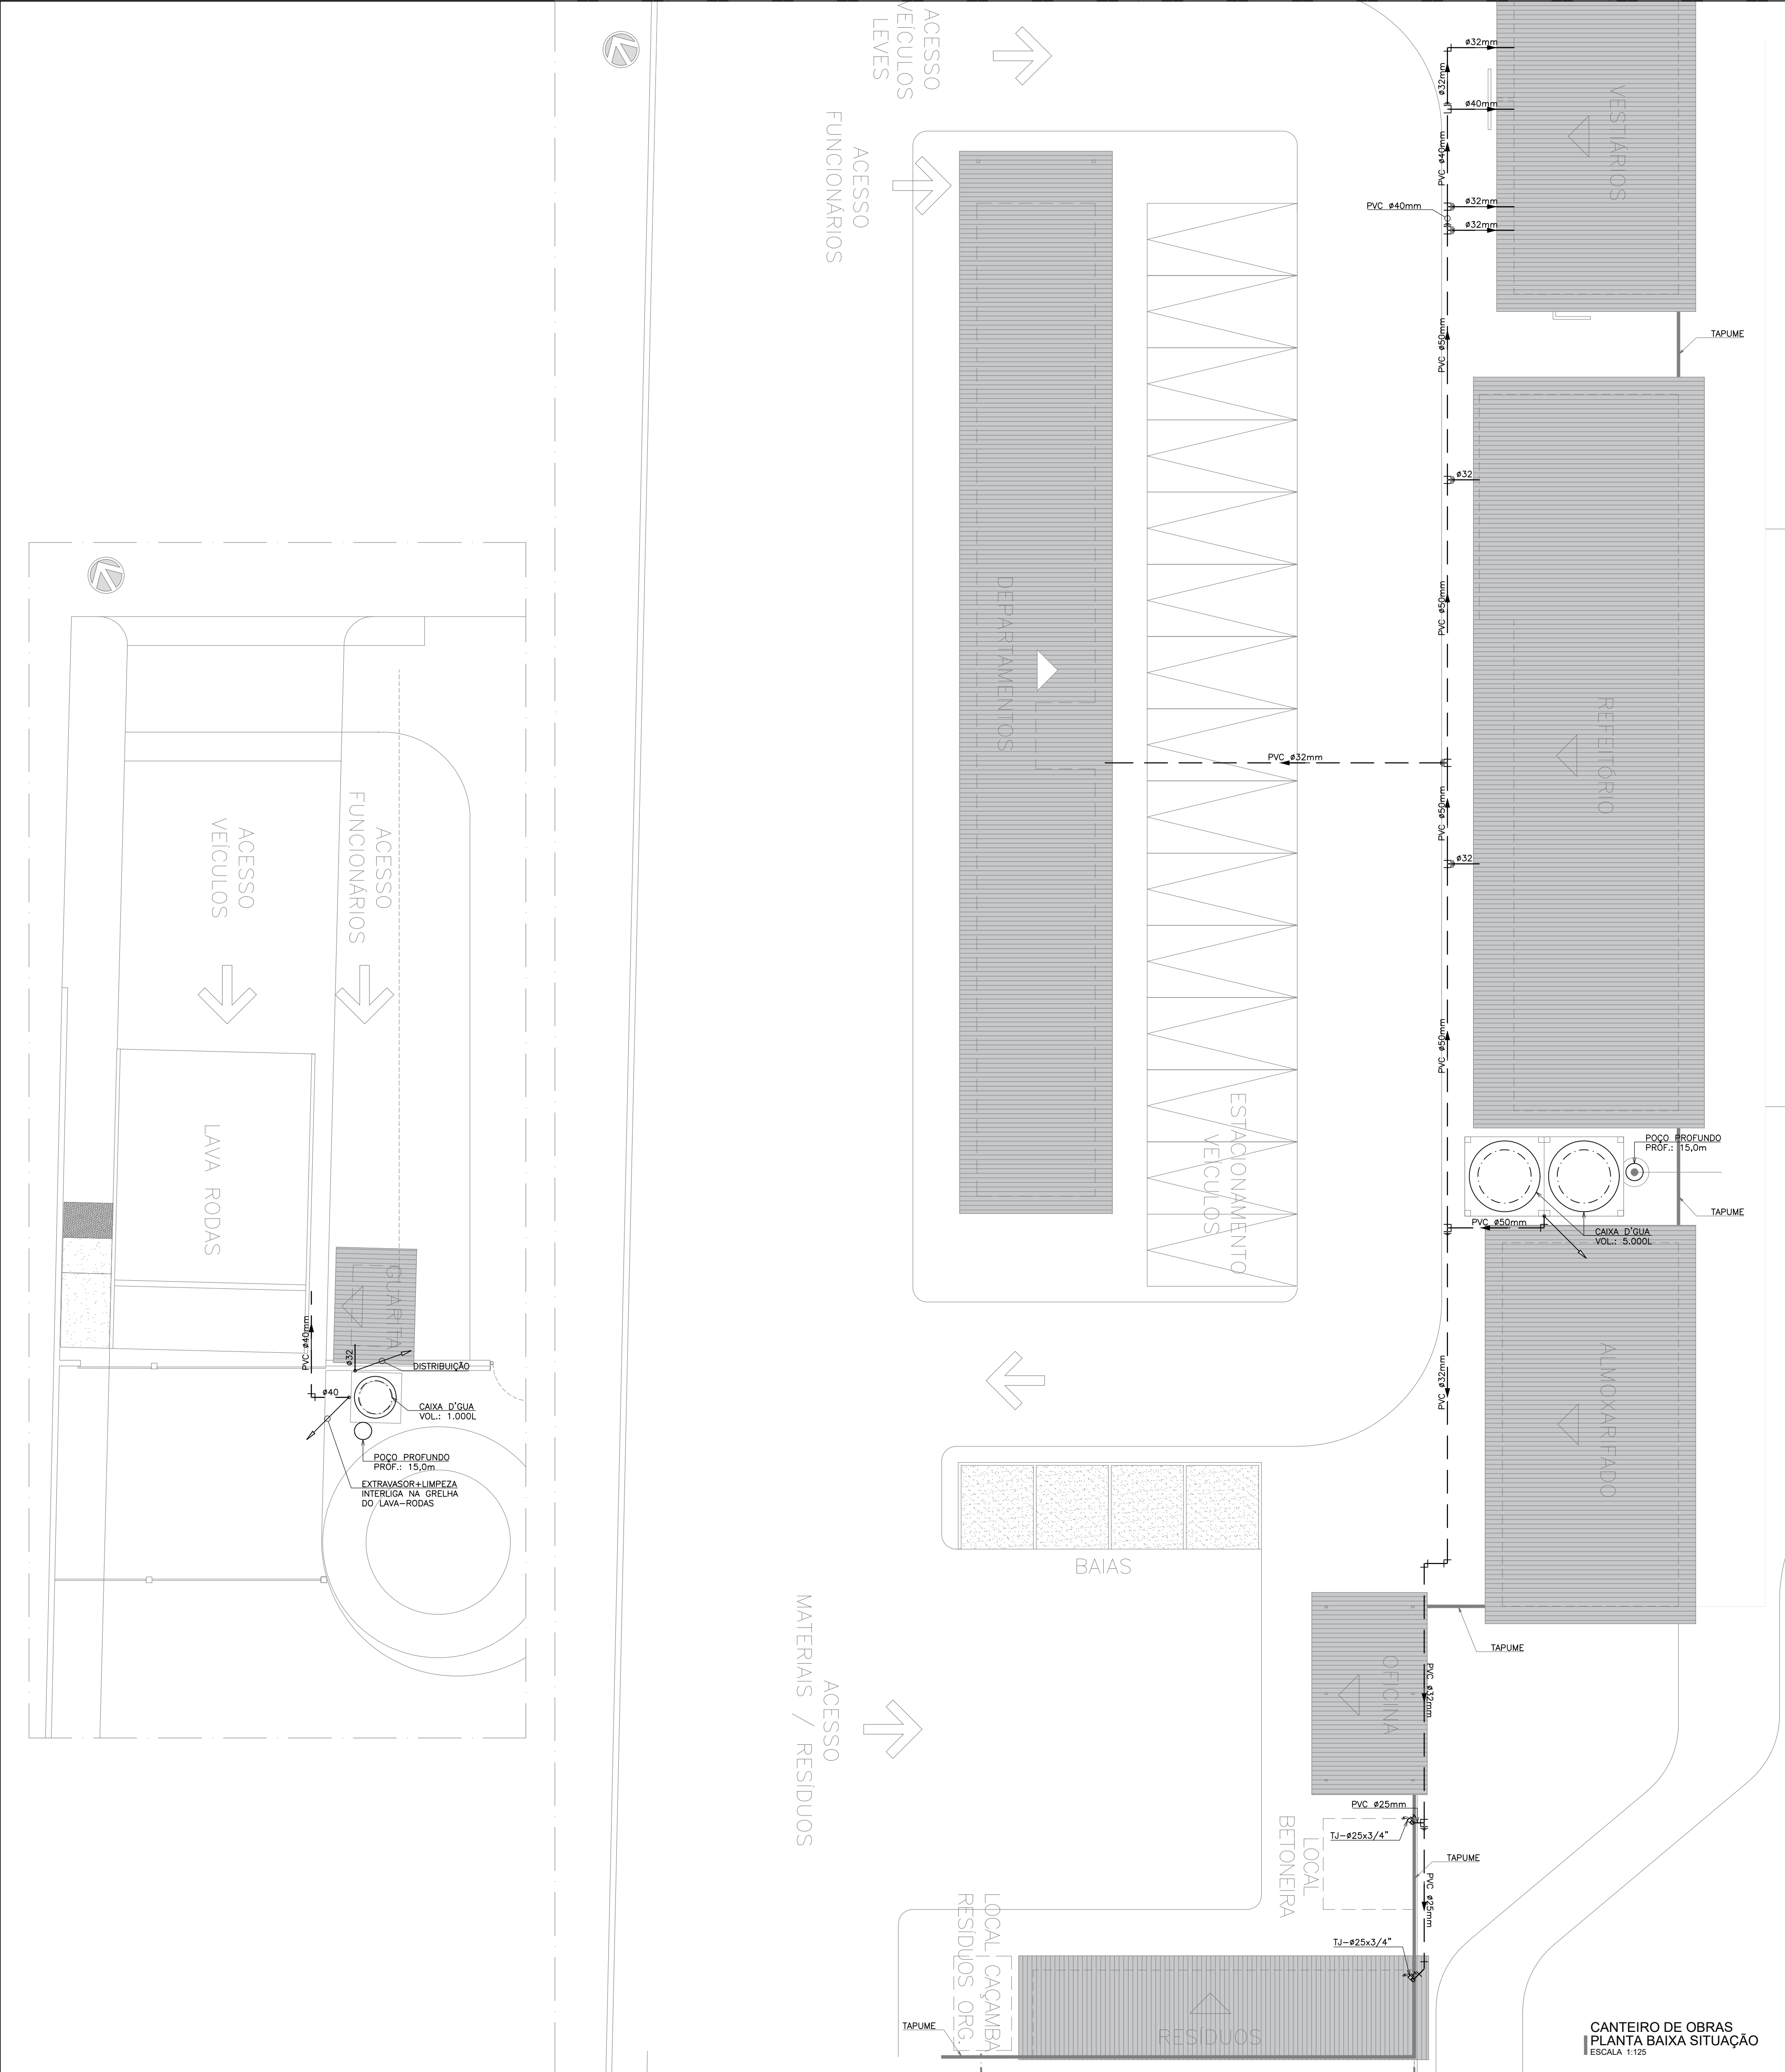 ACESSO
VEÍCULOS
LEVES
ACESSO
FUNCIONÁRIOS
ø32mm
ø32mm
ø40mm
PVC ø40mm
ø32mm
PVC ø40mm
ø32mm
VESTIÁRIOS
PVC ø50mm
TAPUME
ø32
DEPARTAMENTOS
PVC ø50mm
REFEITÓRIO
PVC ø32mm
PVC ø50mm
ø32
PVC ø50mm
ACESSO
VEÍCULOS
ACESSO
FUNCIONÁRIOS
LAVA RODAS
GUARITA
PVC ø40mm
ø32
DISTRIBUIÇÃO
ø40
CAIXA D'GUA
VOL.: 1.000L
POÇO PROFUNDO
PROF.: 15,0m
EXTRAVASOR+LIMPEZA
INTERLIGA NA GRELHA
DO LAVA-RODAS
ESTACIONAMENTO
VEÍCULOS
POÇO PROFUNDO
PROF.: 15,0m
TAPUME
PVC ø50mm
CAIXA D'GUA
VOL.: 5.000L
PVC ø32mm
ALMOXARIFADO
BAIAS
ACESSO
MATERIAIS / RESÍDUOS
TAPUME
OFICINA
PVC ø32mm
PVC ø25mm
TJ-ø25x3/4"
LOCAL
BETONEIRA
TAPUME
PVC ø25mm
TJ-ø25x3/4"
LOCAL CAÇAMBA
RESÍDUOS ORG.
TAPUME
RESÍDUOS
CANTEIRO DE OBRAS
PLANTA BAIXA SITUAÇÃO
ESCALA 1:125